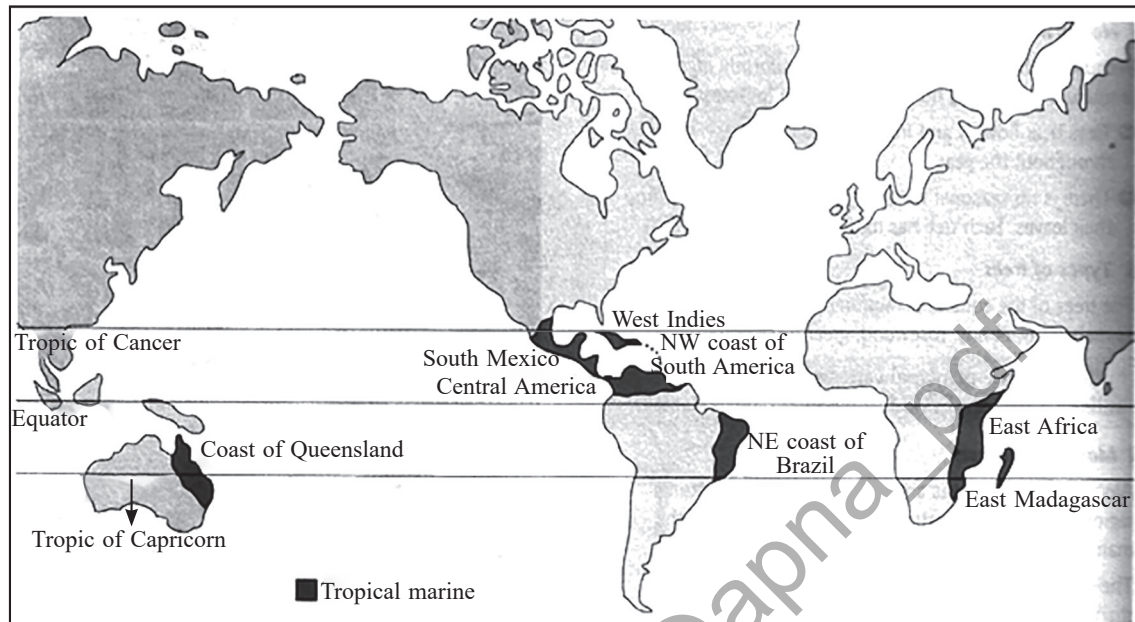 West Indies
Tropic of Cancer
NW coast of
South America
South Mexico
Central America
Equator
East Africa
Coast of Queensland
NE coast of
Brazil
East Madagascar
Tropic of Capricorn
Tropical marine
@apna_pdf